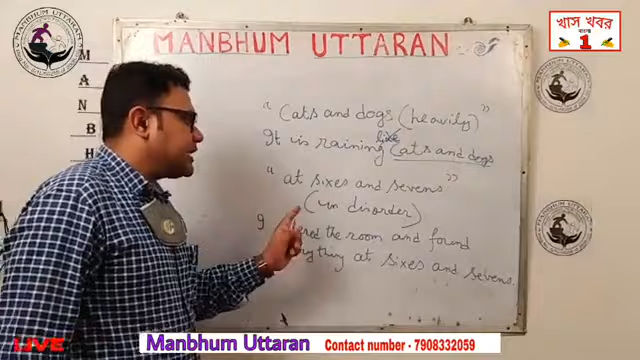 MANBHUM UTTARAN
খাস খবর
বাংলা
1
M
A
N
B
H
"Cats and dogs (heavily)"
It is raining like Cats and dogs
"at sixes and sevens"
(in disorder)
I the room and found
at sixes and sevens.
LIVE
Manbhum Uttaran Contact number - 7908332059